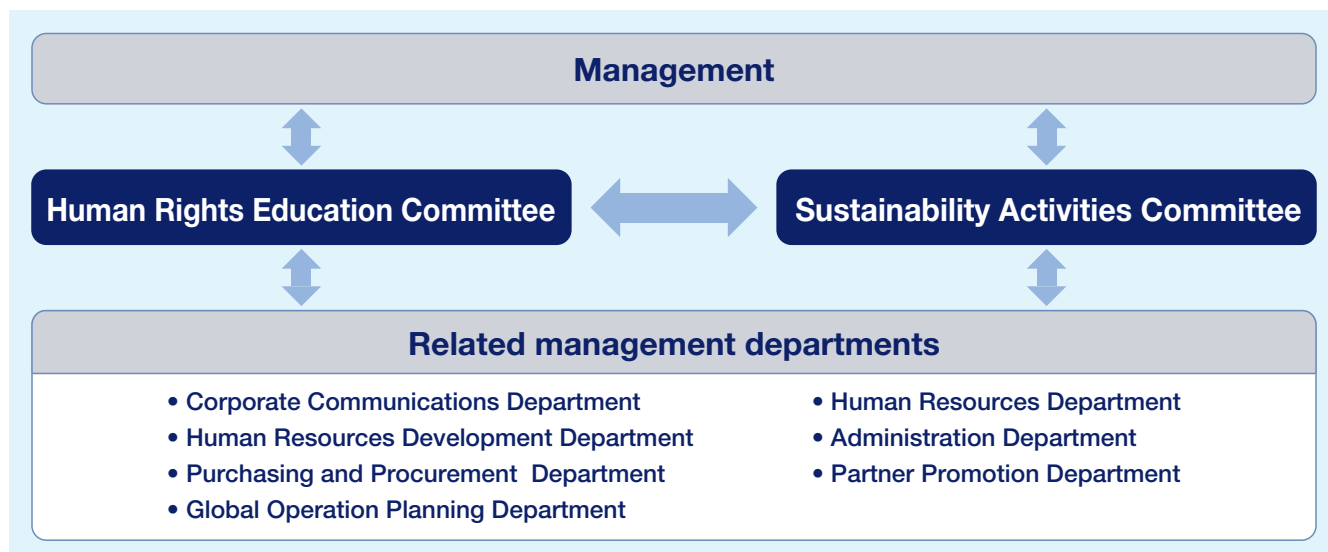 Management
Human Rights Education Committee
Sustainability Activities Committee
Related management departments
• Corporate Communications Department
• Human Resources Development Department
• Purchasing and Procurement  Department
• Global Operation Planning Department
• Human Resources Department
• Administration Department
• Partner Promotion Department